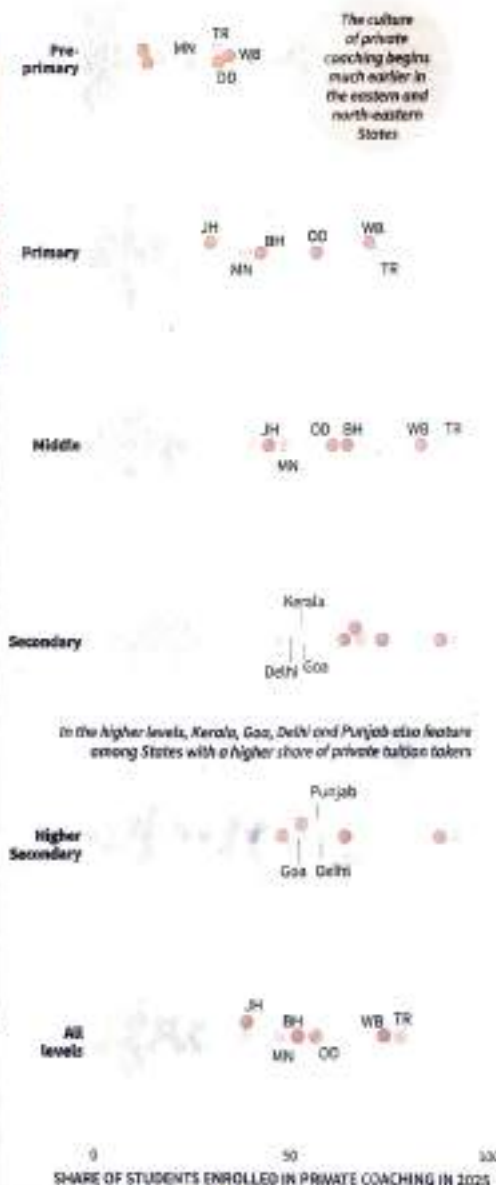 Pre-
primary
MN
TR
WB
OD
The culture
of private
coaching begins
much earlier in
the eastern and
north-eastern
States
Primary
JH
MN
BH
OD
WB
TR
Middle
JH
MN
OD
BH
WB
TR
Secondary
Kerala
Delhi
Goa
In the higher levels, Kerala, Goa, Delhi and Punjab also feature
among States with a higher share of private tuition takers
Higher
Secondary
Punjab
Goa
Delhi
All
levels
JH
BH
MN
OD
WB
TR
0
50
100
SHARE OF STUDENTS ENROLLED IN PRIVATE COACHING IN 2025